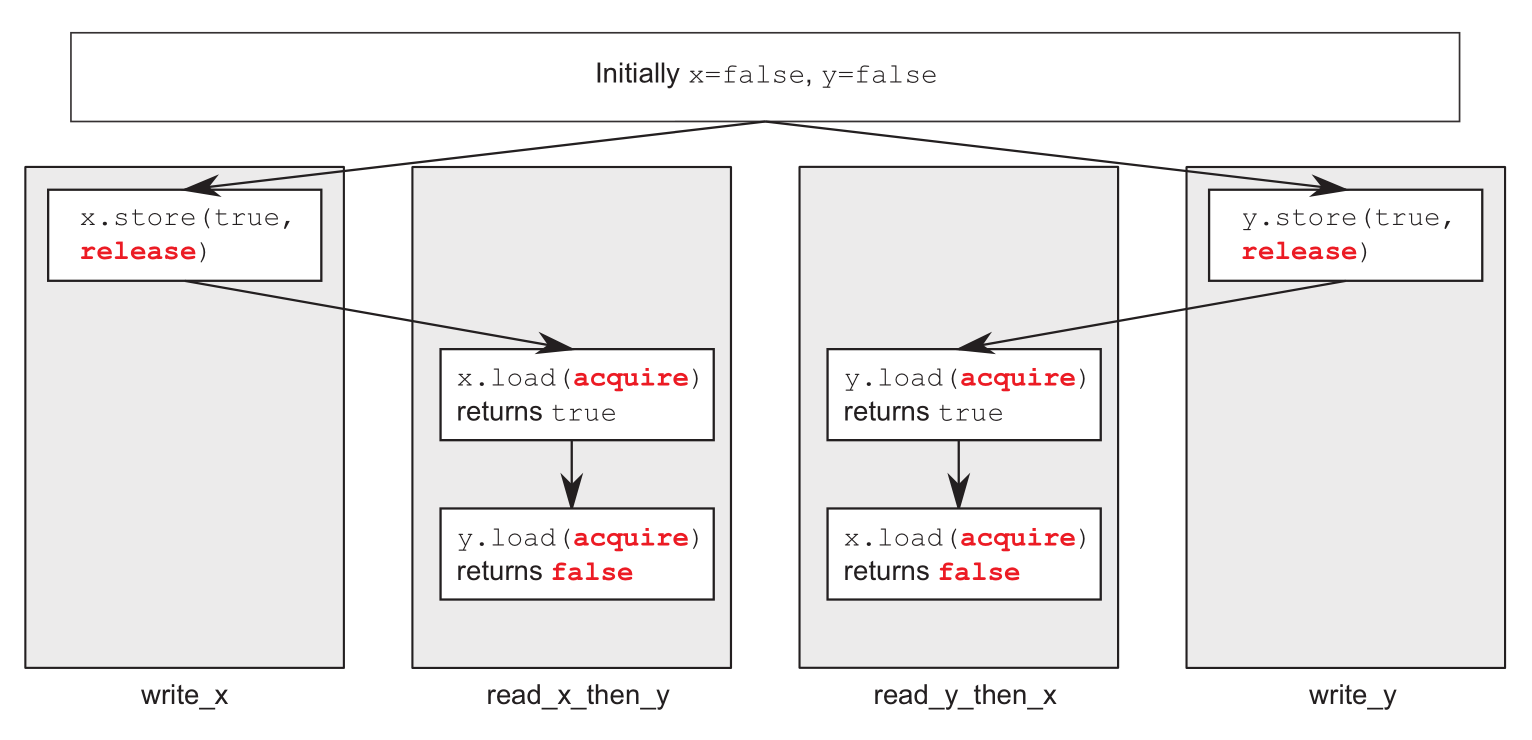 Initially x=false, y=false
x.store(true,
release)
y.store(true,
release)
x.load(acquire)
returns true
y.load(acquire)
returns true
y.load(acquire)
returns false
x.load(acquire)
returns false
write_x
read_x_then_y
read_y_then_x
write_y